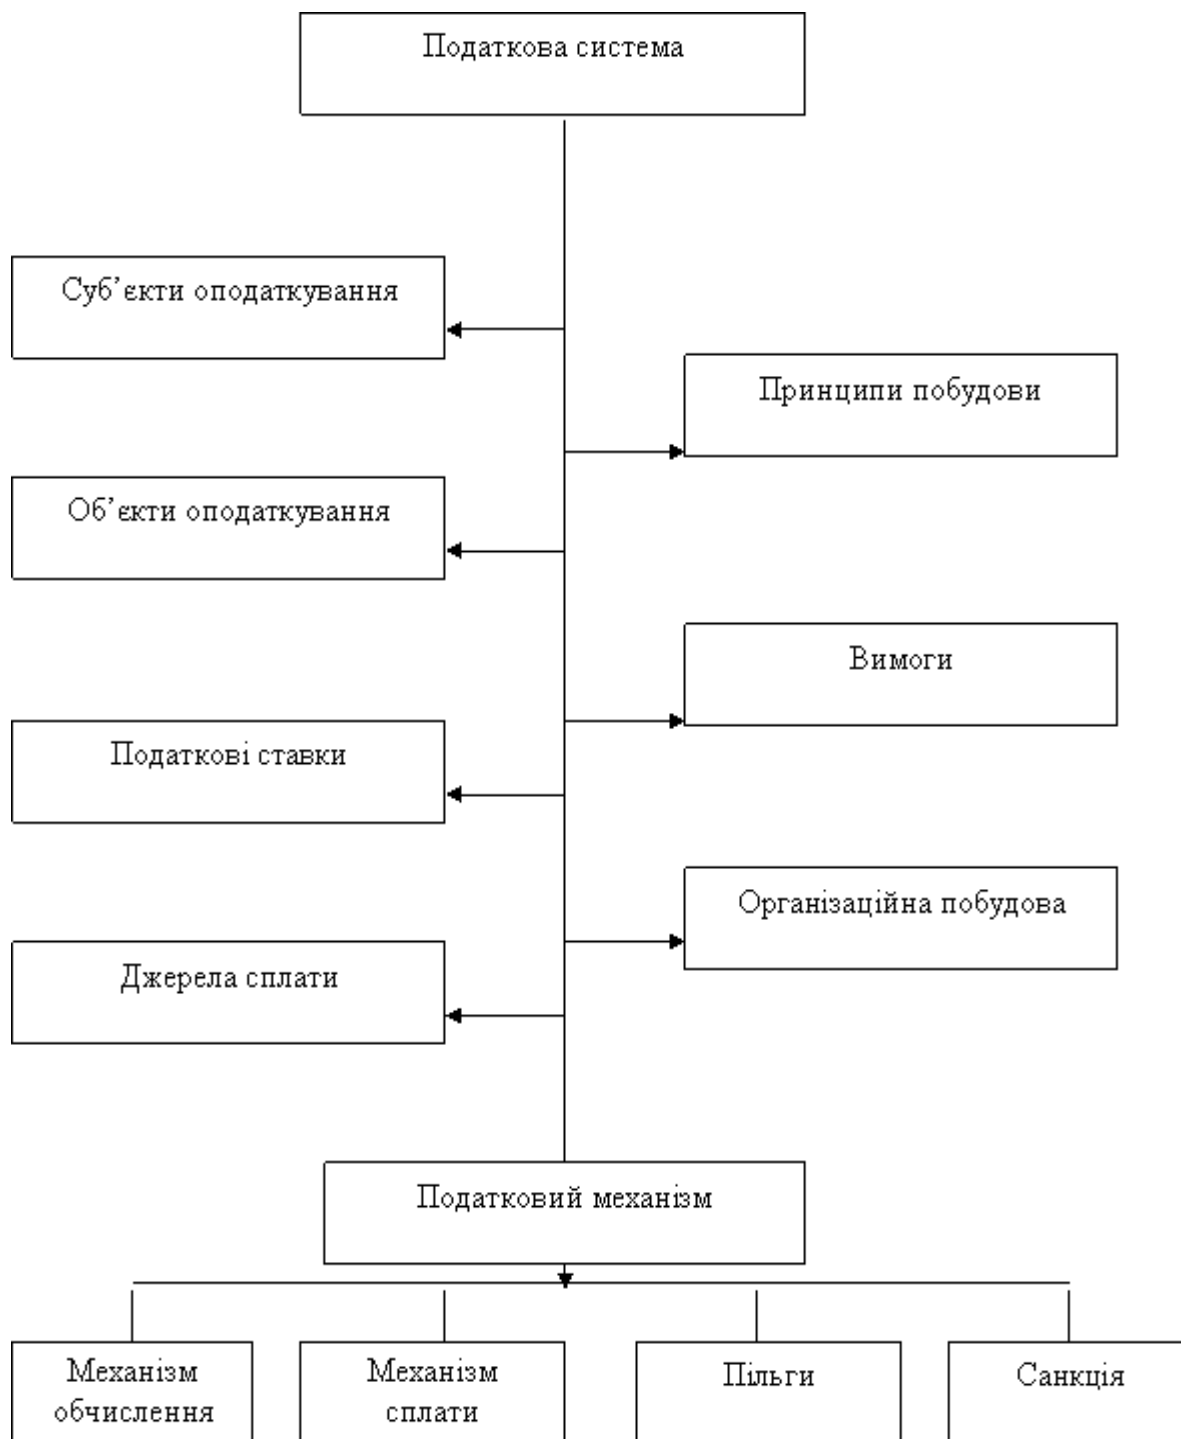 Податкова система
Суб’єкти оподаткування
Принципи побудови
Об’єкти оподаткування
Вимоги
Податкові ставки
Організаційна побудова
Джерела сплати
Податковий механізм
Механізм
обчислення
Механізм
сплати
Пільги
Санкція